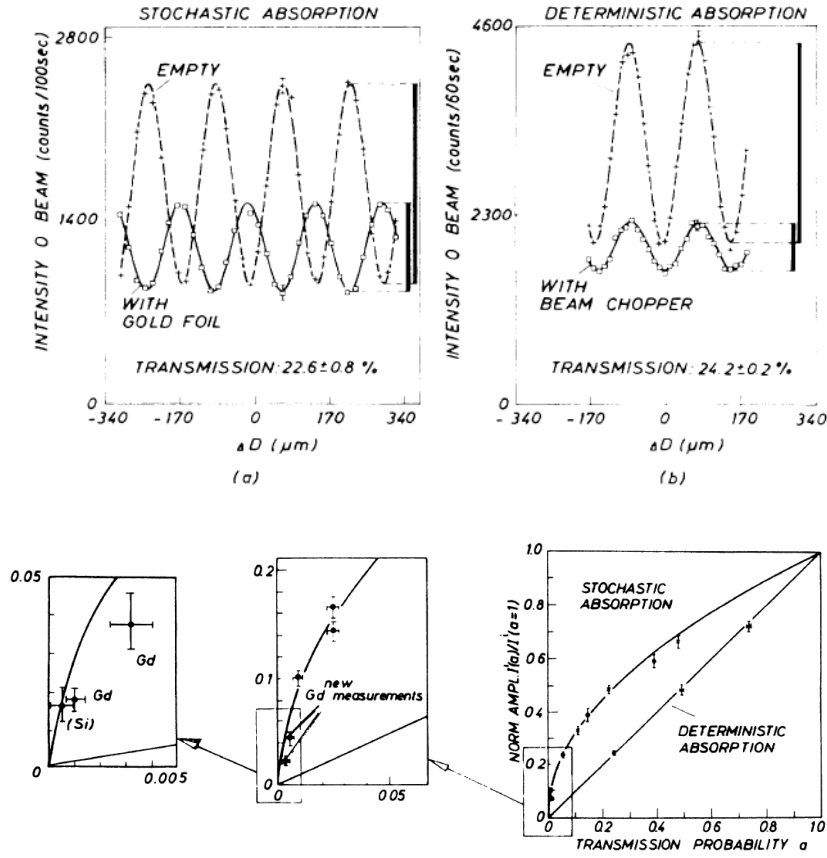 STOCHASTIC ABSORPTION
2800
EMPTY
1400
WITH
GOLD FOIL
TRANSMISSION: 22.6 ± 0.8 %
0
-340 -170 0 170 340
ΔD (μm)
INTENSITY O BEAM (counts/100sec)
(a)
DETERMINISTIC ABSORPTION
4600
EMPTY
2300
WITH
BEAM CHOPPER
TRANSMISSION: 24.2 ± 0.2 %
0
-340 -170 0 170 340
ΔD (μm)
INTENSITY O BEAM (counts/60sec)
(b)
0.05
Gd
Gd
(Si)
0
0.005
0.2
0.1
new
Gd measurements
0
0.05
1.0
0.8
0.6
0.4
0.2
0
STOCHASTIC
ABSORPTION
DETERMINISTIC
ABSORPTION
0 0.2 0.4 0.6 0.8 1.0
TRANSMISSION PROBABILITY a
NORM AMPL.I'(a)/I'(a=1)